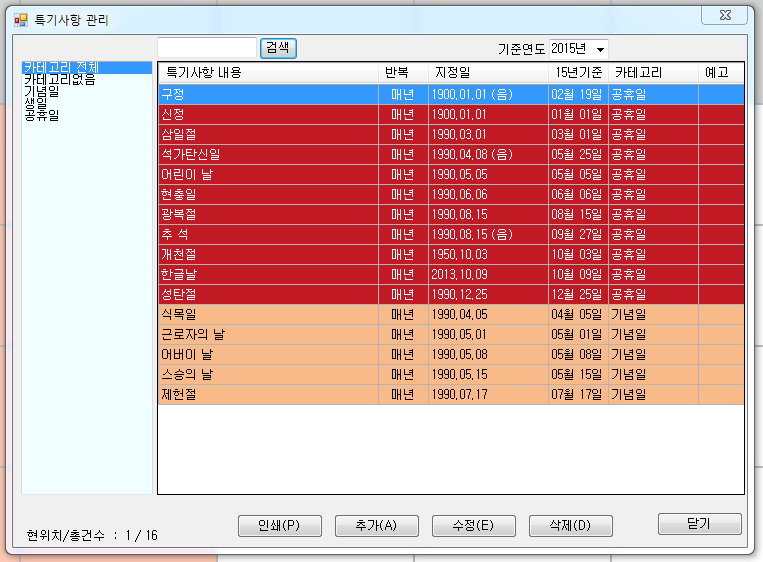 특기사항 관리
검색 기준연도 2015년
카테고리 전체
카테고리없음
기념일
생일
공휴일
특기사항 내용 반복 지정일 15년기준 카테고리 예고
구정 매년 1900.01.01 (음) 02월 19일 공휴일
신정 매년 1900.01.01 01월 01일 공휴일
삼일절 매년 1990.03.01 03월 01일 공휴일
석가탄신일 매년 1990.04.08 (음) 05월 25일 공휴일
어린이 날 매년 1990.05.05 05월 05일 공휴일
현충일 매년 1990.06.06 06월 06일 공휴일
광복절 매년 1990.08.15 08월 15일 공휴일
추 석 매년 1990.08.15 (음) 09월 27일 공휴일
개천절 매년 1950.10.03 10월 03일 공휴일
한글날 매년 2013.10.09 10월 09일 공휴일
성탄절 매년 1990.12.25 12월 25일 공휴일
식목일 매년 1990.04.05 04월 05일 기념일
근로자의 날 매년 1990.05.01 05월 01일 기념일
어버이 날 매년 1990.05.08 05월 08일 기념일
스승의 날 매년 1990.05.15 05월 15일 기념일
제헌절 매년 1990.07.17 07월 17일 기념일
현위치/총건수 : 1 / 16 인쇄(P) 추가(A) 수정(E) 삭제(D) 닫기